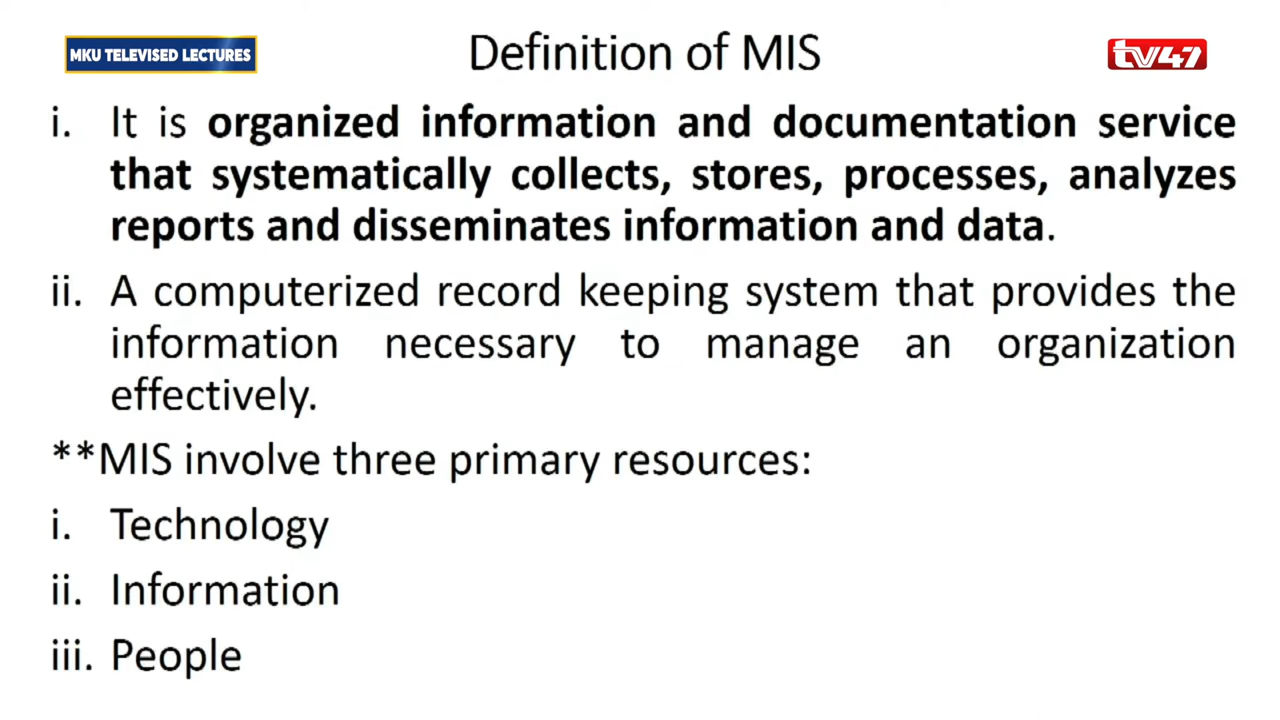 MKU TELEVISED LECTURES
Definition of MIS
tv47
i. It is organized information and documentation service
that systematically collects, stores, processes, analyzes
reports and disseminates information and data.
ii. A computerized record keeping system that provides the
information necessary to manage an organization
effectively.
**MIS involve three primary resources:
i. Technology
ii. Information
iii. People